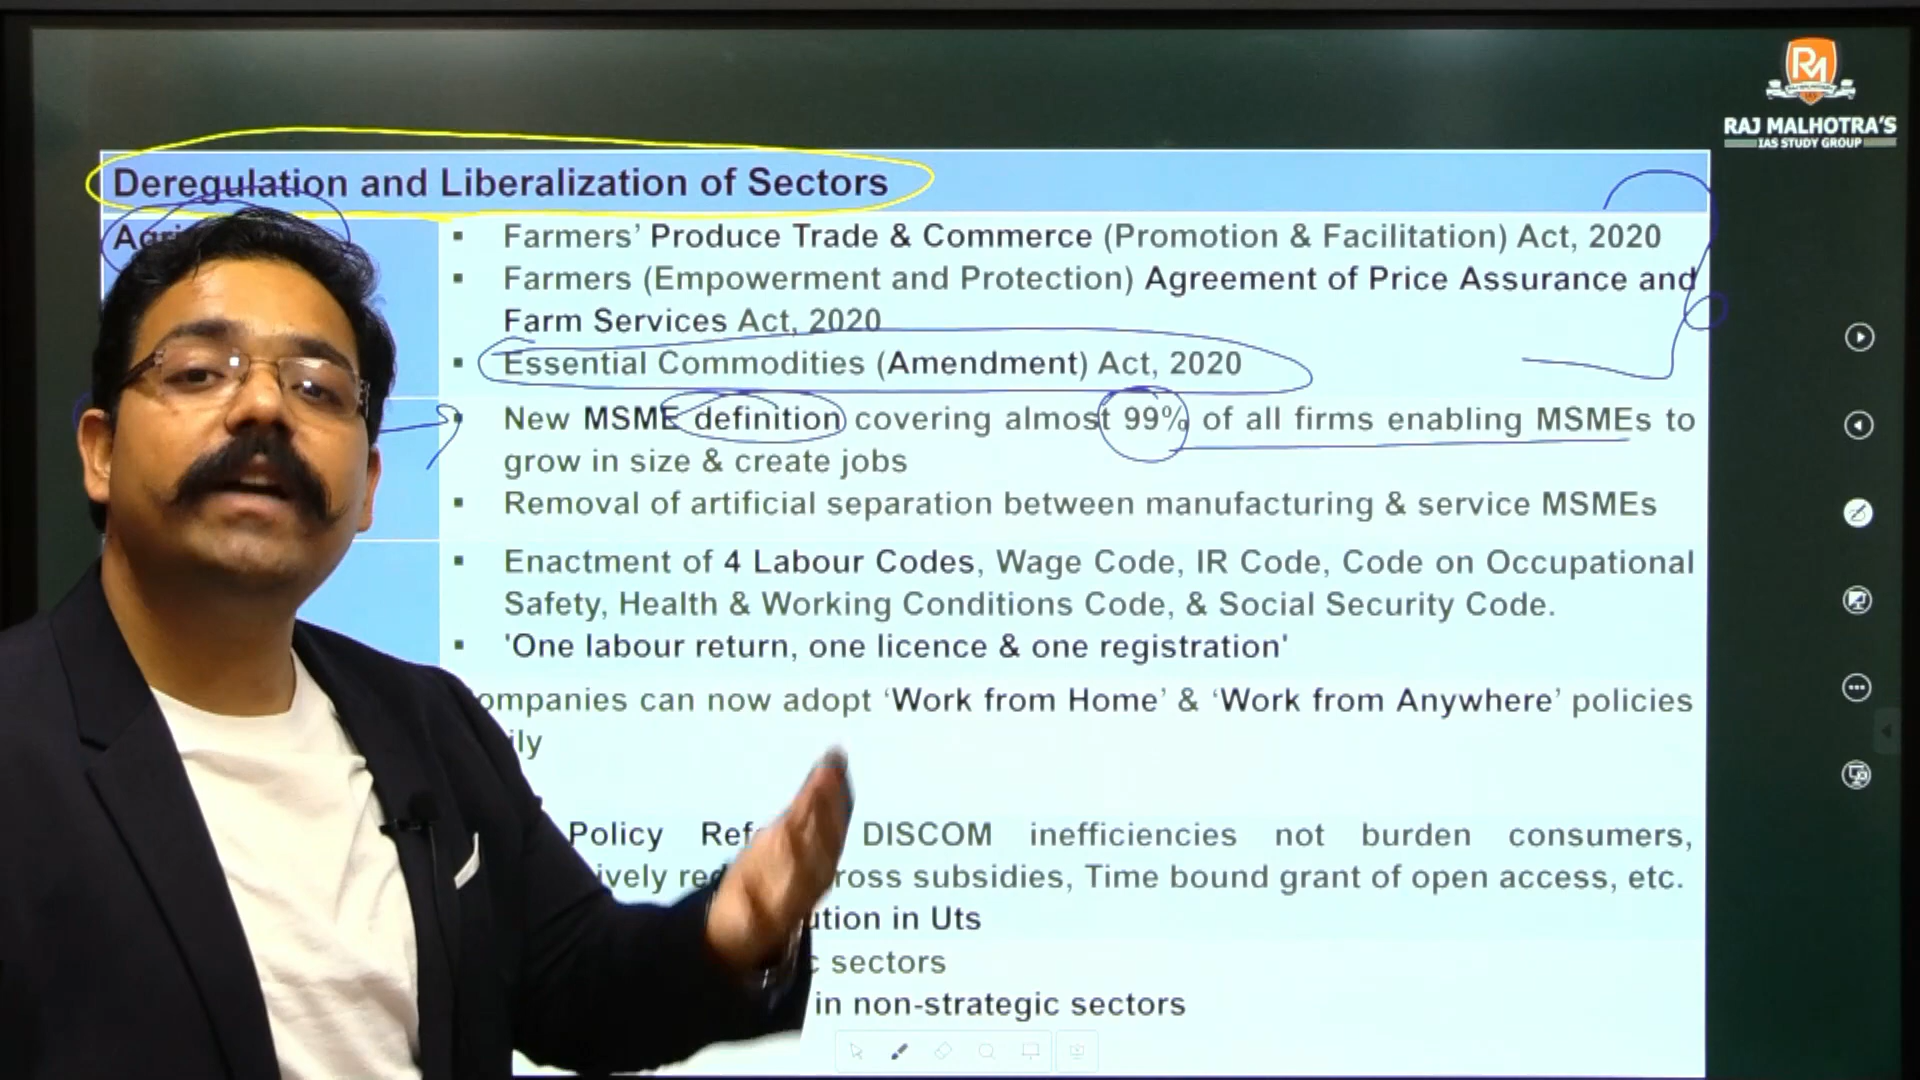 RAJ MALHOTRA'S
IAS STUDY GROUP
Deregulation and Liberalization of Sectors
▪ Farmers' Produce Trade & Commerce (Promotion & Facilitation) Act, 2020
▪ Farmers (Empowerment and Protection) Agreement of Price Assurance and
Farm Services Act, 2020
▪ Essential Commodities (Amendment) Act, 2020
▪ New MSME definition covering almost 99% of all firms enabling MSMEs to
grow in size & create jobs
▪ Removal of artificial separation between manufacturing & service MSMEs
▪ Enactment of 4 Labour Codes, Wage Code, IR Code, Code on Occupational
Safety, Health & Working Conditions Code, & Social Security Code.
▪ 'One labour return, one licence & one registration'
ompanies can now adopt 'Work from Home' & 'Work from Anywhere' policies
ily
Policy Ref DISCOM inefficiencies not burden consumers,
ively red ross subsidies, Time bound grant of open access, etc.
ution in Uts
c sectors
in non-strategic sectors